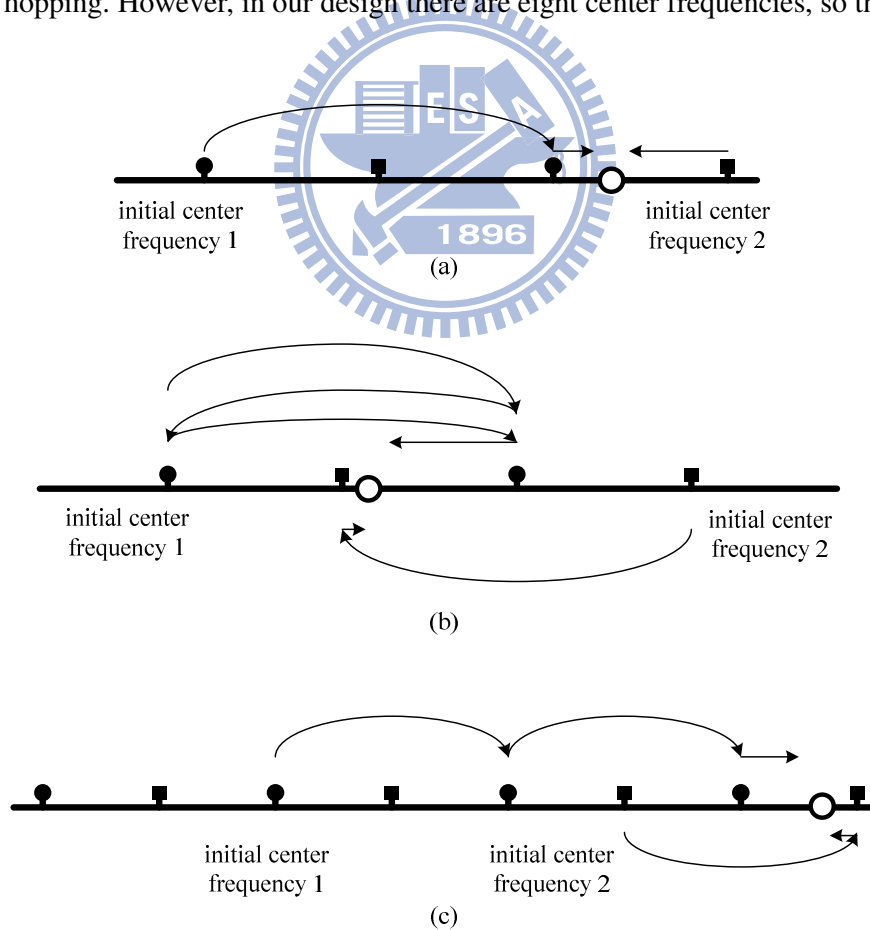 hopping. However, in our design there are eight center frequencies, so th
E S A
1896
initial center
frequency 1
initial center
frequency 2
(a)
initial center
frequency 1
initial center
frequency 2
(b)
initial center
frequency 1
initial center
frequency 2
(c)